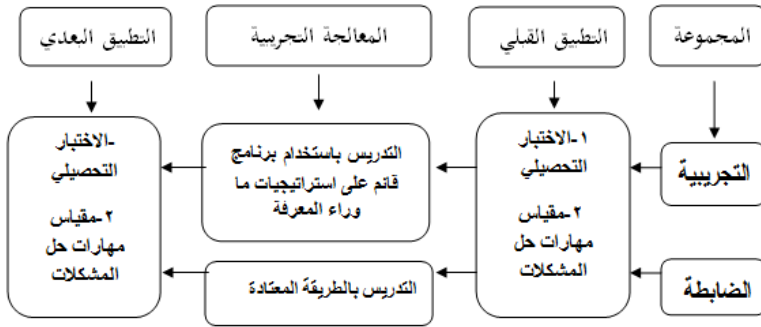 المجموعة
التطبيق القبلي
المعالجة التجريبية
التطبيق البعدي
التجريبية
١-الاختبار
التحصيلي
٢-مقياس
مهارات حل
المشكلات
التدريس باستخدام برنامج
قائم على استراتيجيات ما
وراء المعرفة
-الاختبار
التحصيلي
٢-مقياس
مهارات حل
المشكلات
الضابطة
التدريس بالطريقة المعتادة